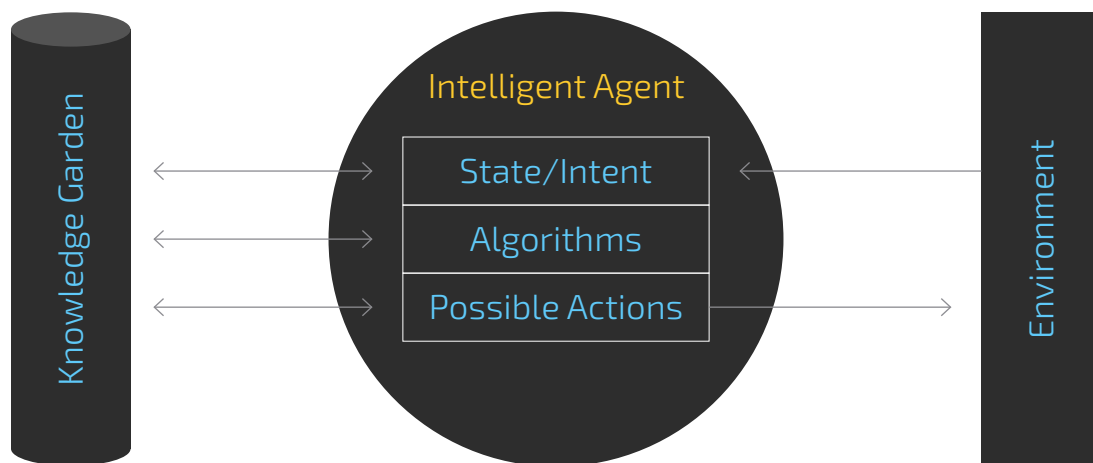 Knowledge Garden
Intelligent Agent
State/Intent
Algorithms
Possible Actions
Environment